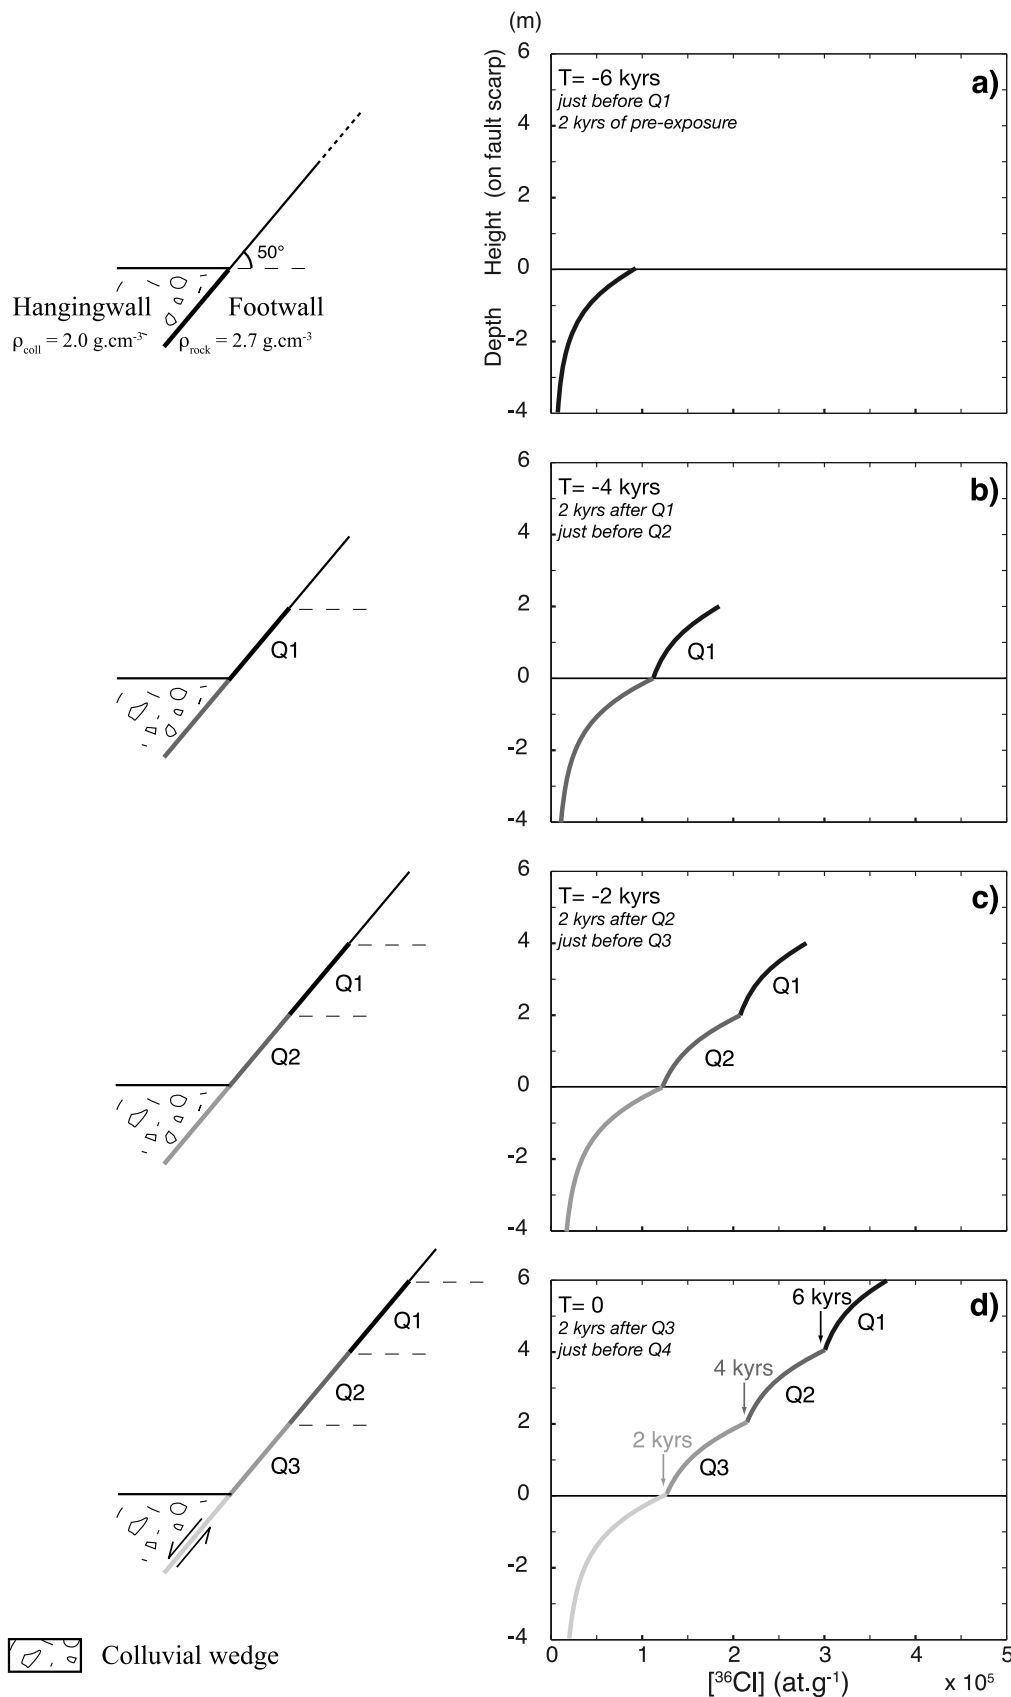 (m)
6
4
2
0
-2
-4
Depth Height (on fault scarp)
T= -6 kyrs
just before Q1
2 kyrs of pre-exposure
a)
50°
Hangingwall
Footwall
ρcoll = 2.0 g.cm-3
ρrock = 2.7 g.cm-3
6
4
2
0
-2
-4
T= -4 kyrs
2 kyrs after Q1
just before Q2
b)
Q1
Q1
6
4
2
0
-2
-4
T= -2 kyrs
2 kyrs after Q2
just before Q3
c)
Q1
Q2
Q1
Q2
6
4
2
0
-2
-4
T= 0
2 kyrs after Q3
just before Q4
d)
6 kyrs
Q1
4 kyrs
Q2
2 kyrs
Q3
Q1
Q2
Q3
0 1 2 3 4 5
[36Cl] (at.g-1)
x 10⁵
Colluvial wedge